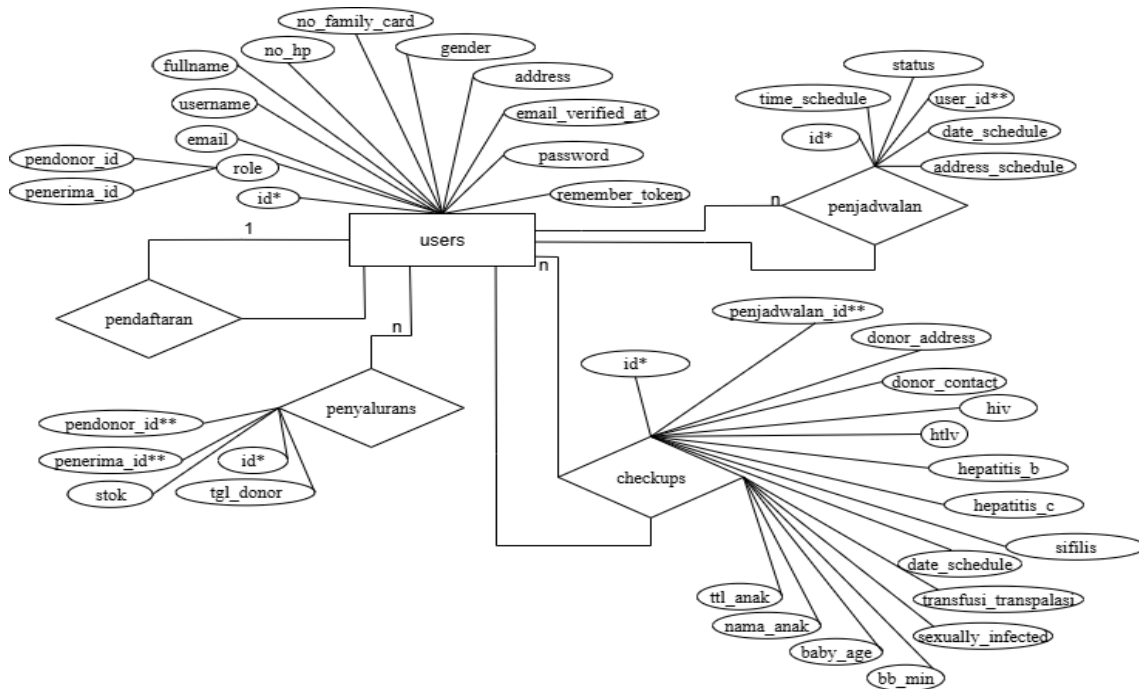 no_family_card
no_hp
gender
fullname
address
username
email_verified_at
email
password
pendonor_id
role
penerima_id
id*
remember_token
users
status
time_schedule
user_id**
id*
date_schedule
address_schedule
n
penjadwalan
1
pendaftaran
n
n
penyalurans
pendonor_id**
penerima_id**
id*
stok
tgl_donor
penjadwalan_id**
donor_address
id*
donor_contact
hiv
htlv
checkups
hepatitis_b
hepatitis_c
sifilis
date_schedule
ttl_anak
transfusi_transpalasi
nama_anak
sexually_infected
baby_age
bb_min